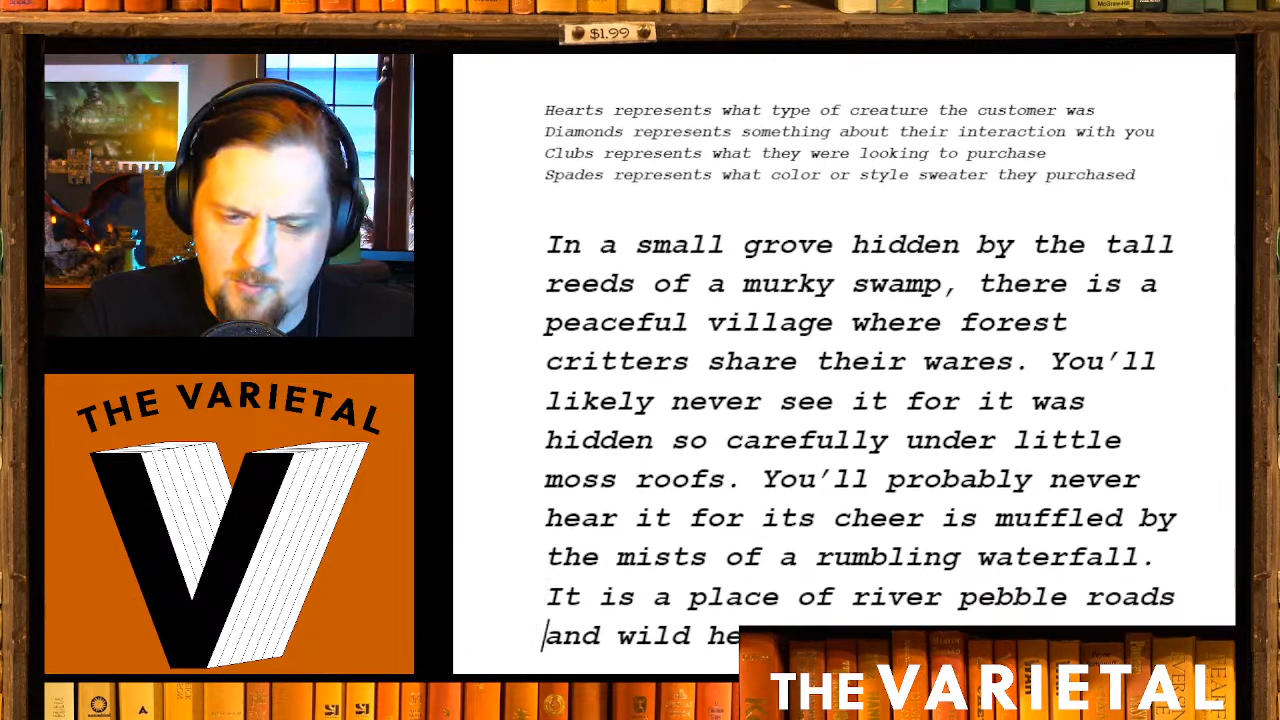 McGraw-Hill
$1.99
Hearts represents what type of creature the customer was
Diamonds represents something about their interaction with you
Clubs represents what they were looking to purchase
Spades represents what color or style sweater they purchased
In a small grove hidden by the tall
reeds of a murky swamp, there is a
peaceful village where forest
critters share their wares. You’ll
likely never see it for it was
hidden so carefully under little
moss roofs. You’ll probably never
hear it for its cheer is muffled by
the mists of a rumbling waterfall.
It is a place of river pebble roads
and wild he
THE VARIETAL
V
THE VARIETAL